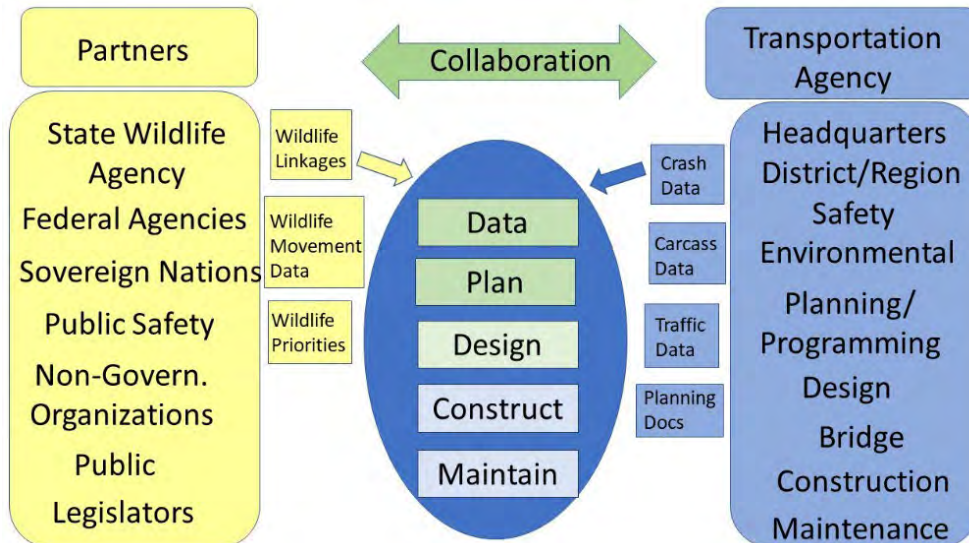 Partners
Collaboration
Transportation
Agency
State Wildlife
Agency
Federal Agencies
Sovereign Nations
Public Safety
Non-Govern.
Organizations
Public
Legislators
Wildlife
Linkages
Wildlife
Movement
Data
Wildlife
Priorities
Data
Plan
Design
Construct
Maintain
Crash
Data
Carcass
Data
Traffic
Data
Planning
Docs
Headquarters
District/Region
Safety
Environmental
Planning/
Programming
Design
Bridge
Construction
Maintenance